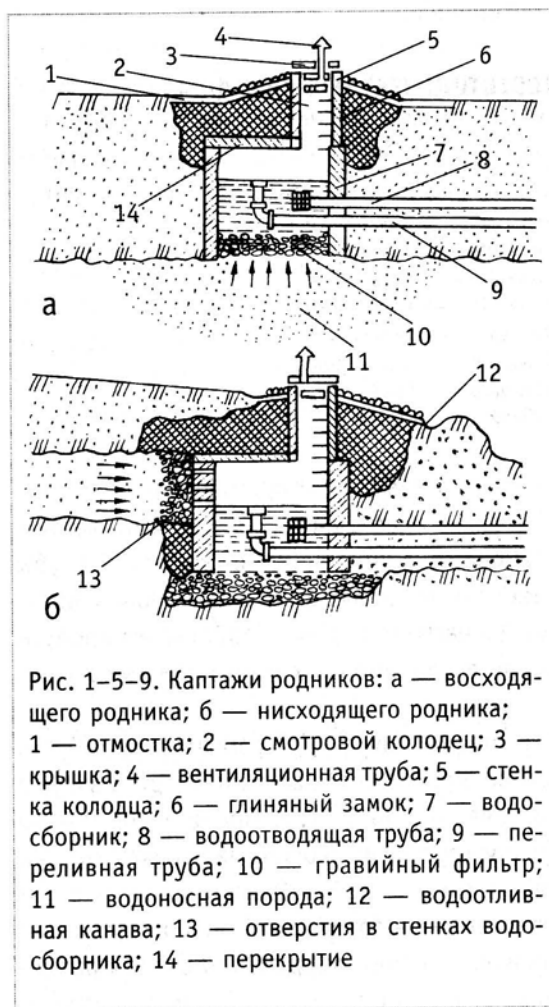 4
3
5
2
6
1
7
8
14
9
а
10
11
12
13
б
Рис. 1–5–9. Каптажи родников: а — восходя-
щего родника; б — нисходящего родника;
1 — отмостка; 2 — смотровой колодец; 3 —
крышка; 4 — вентиляционная труба; 5 — стен-
ка колодца; 6 — глиняный замок; 7 — водо-
сборник; 8 — водоотводящая труба; 9 — пе-
реливная труба; 10 — гравийный фильтр;
11 — водоносная порода; 12 — водоотлив-
ная канава; 13 — отверстия в стенках водо-
сборника; 14 — перекрытие